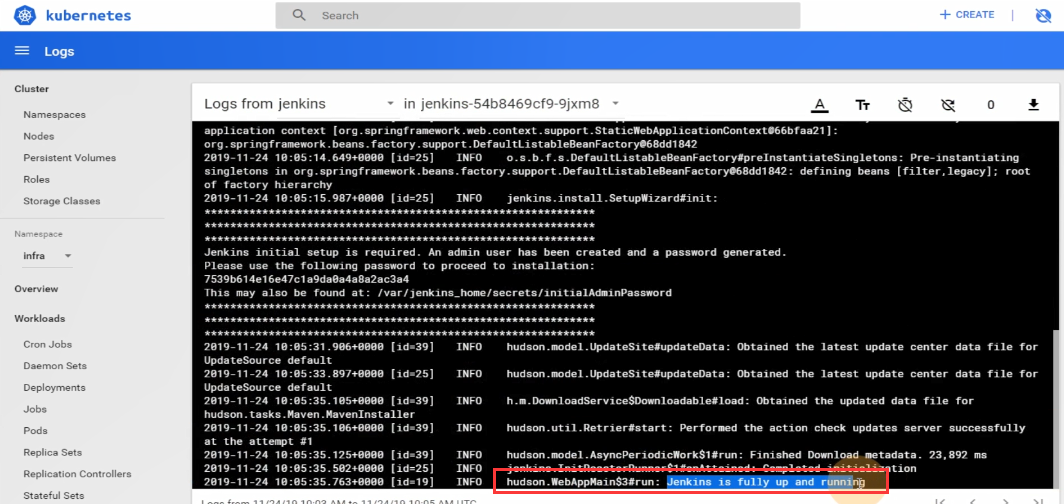 kubernetes
Search
+ CREATE
Logs
Cluster
Namespaces
Nodes
Persistent Volumes
Roles
Storage Classes
Namespace
infra
Overview
Workloads
Cron Jobs
Daemon Sets
Deployments
Jobs
Pods
Replica Sets
Replication Controllers
Stateful Sets
Logs from jenkins in jenkins-54b8469cf9-9jxm8
0
application context [org.springframework.web.context.support.StaticWebApplicationContext@66bfaa21]:
org.springframework.beans.factory.support.DefaultListableBeanFactory@68dd1842
2019-11-24 10:05:14.649+0000 [id=25] INFO o.s.b.f.s.DefaultListableBeanFactory#preInstantiateSingletons: Pre-instantiating
singletons in org.springframework.beans.factory.support.DefaultListableBeanFactory@68dd1842: defining beans [filter,legacy]; root
of factory hierarchy
2019-11-24 10:05:15.987+0000 [id=25] INFO jenkins.install.SetupWizard#init:
*************************************************************
*************************************************************
*************************************************************
Jenkins initial setup is required. An admin user has been created and a password generated.
Please use the following password to proceed to installation:
7539b614e16e47c1a9da0a4a8a2ac3a4
This may also be found at: /var/jenkins_home/secrets/initialAdminPassword
*************************************************************
*************************************************************
*************************************************************
2019-11-24 10:05:31.906+0000 [id=39] INFO hudson.model.UpdateSite#updateData: Obtained the latest update center data file for
UpdateSource default
2019-11-24 10:05:33.897+0000 [id=25] INFO hudson.model.UpdateSite#updateData: Obtained the latest update center data file for
UpdateSource default
2019-11-24 10:05:35.105+0000 [id=39] INFO h.m.DownloadService$Downloadable#load: Obtained the updated data file for
hudson.tasks.Maven.MavenInstaller
2019-11-24 10:05:35.106+0000 [id=39] INFO hudson.util.Retrier#start: Performed the action check updates server successfully
at the attempt #1
2019-11-24 10:05:35.125+0000 [id=39] INFO hudson.model.AsyncPeriodicWork$1#run: Finished Download metadata. 23,892 ms
2019-11-24 10:05:35.502+0000 [id=25] INFO jenkins.InitReactorRunner$1#onAttained: Completed initialization
2019-11-24 10:05:35.763+0000 [id=19] INFO hudson.WebAppMain$3#run: Jenkins is fully up and running
Logs from 11/24/19 10:03 AM to 11/24/19 10:05 AM UTC